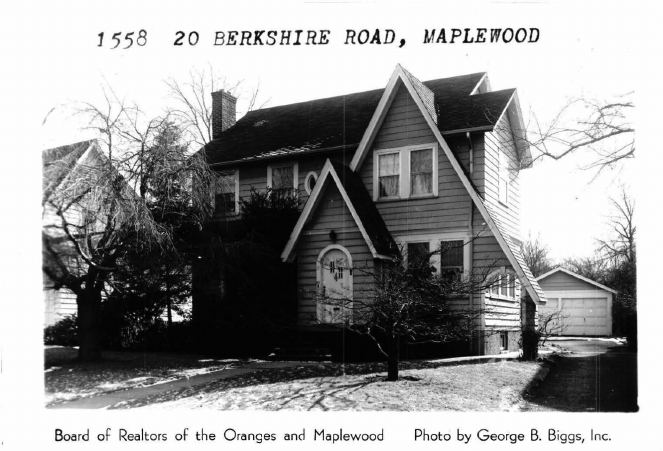 1558 20 BERKSHIRE ROAD, MAPLEWOOD
Board of Realtors of the Oranges and Maplewood Photo by George B. Biggs, Inc.